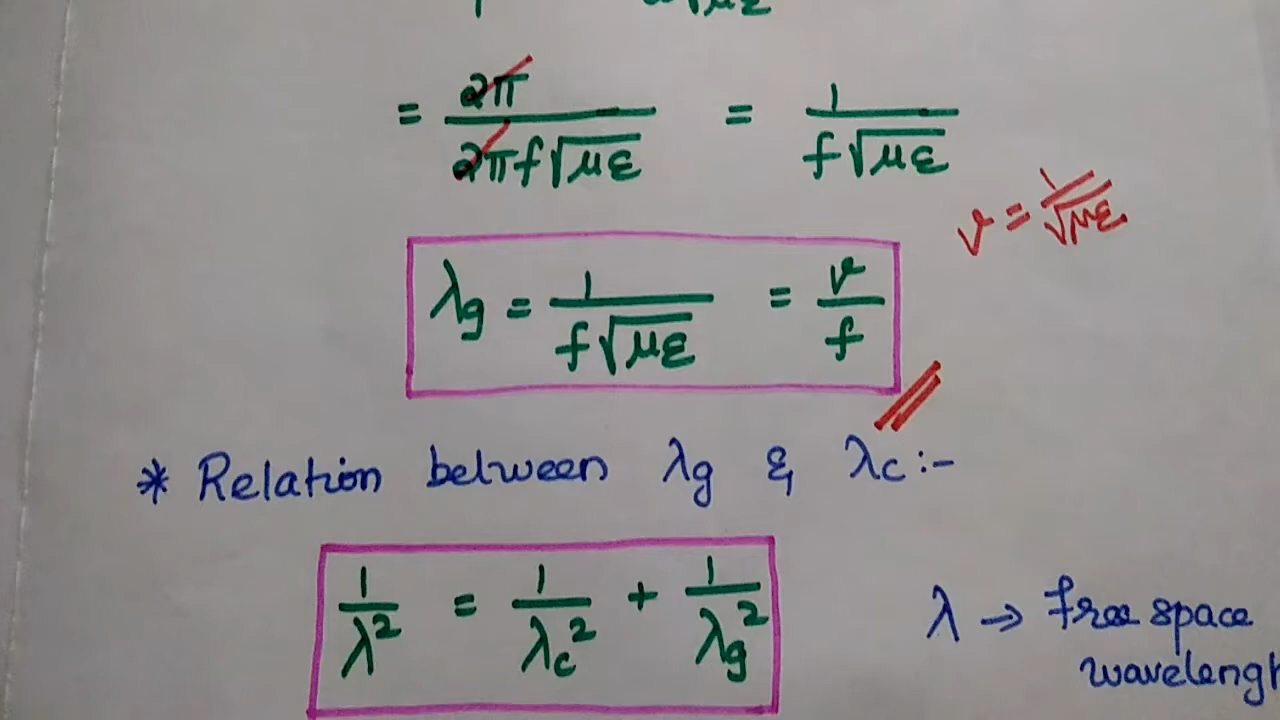 = 2π / 2πf√με = 1 / f√με
v = 1 / √με
λg = 1 / f√με = v / f
* Relation between λg & λc :-
1/λ² = 1/λc² + 1/λg²
λ → free space
wavelengh